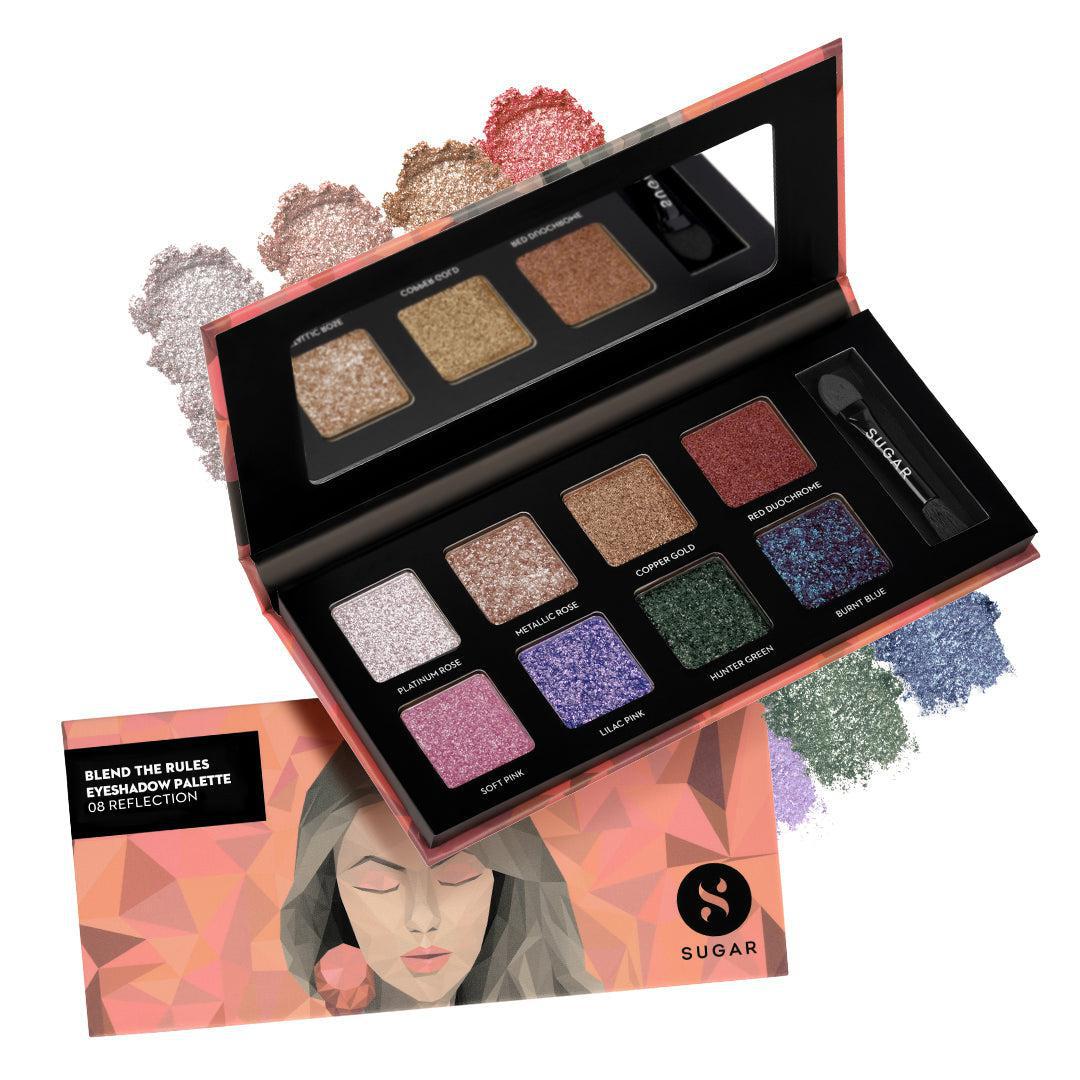 SUGAR
RED DUOCHROME
COPPER GOLD
METALLIC ROSE
PLATINUM ROSE
BURNT BLUE
HUNTER GREEN
LILAC PINK
SOFT PINK
BLEND THE RULES
EYESHADOW PALETTE
08 REFLECTION
SUGAR